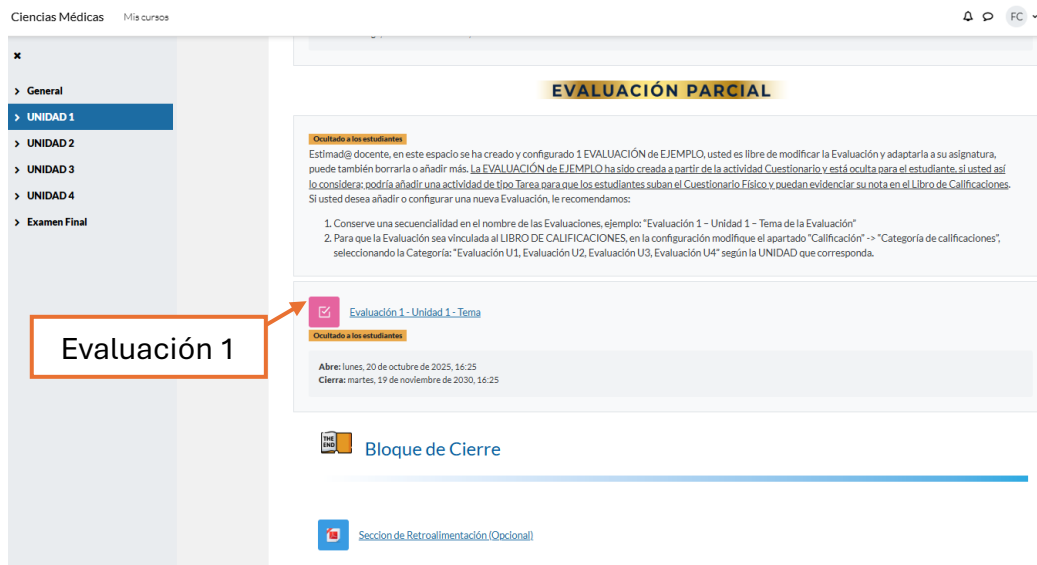 Ciencias Médicas Mis cursos FC
General
UNIDAD 1
UNIDAD 2
UNIDAD 3
UNIDAD 4
Examen Final
EVALUACIÓN PARCIAL
Ocultado a los estudiantes
Estimad@ docente, en este espacio se ha creado y configurado 1 EVALUACIÓN de EJEMPLO, usted es libre de modificar la Evaluación y adaptarla a su asignatura,
puede también borrarla o añadir más. La EVALUACIÓN de EJEMPLO ha sido creada a partir de la actividad Cuestionario y está oculta para el estudiante, si usted así
lo considera; podría añadir una actividad de tipo Tarea para que los estudiantes suban el Cuestionario Físico y puedan evidenciar su nota en el Libro de Calificaciones.
Si usted desea añadir o configurar una nueva Evaluación, le recomendamos:
1. Conserve una secuencialidad en el nombre de las Evaluaciones, ejemplo: “Evaluación 1 – Unidad 1 – Tema de la Evaluación”
2. Para que la Evaluación sea vinculada al LIBRO DE CALIFICACIONES, en la configuración modifique el apartado “Calificación” -> “Categoría de calificaciones”,
seleccionando la Categoría: “Evaluación U1, Evaluación U2, Evaluación U3, Evaluación U4” según la UNIDAD que corresponda.
Evaluación 1 - Unidad 1 - Tema
Ocultado a los estudiantes
Evaluación 1
Abre: lunes, 20 de octubre de 2025, 16:25
Cierra: martes, 19 de noviembre de 2030, 16:25
THE END
Bloque de Cierre
Seccion de Retroalimentación (Opcional)